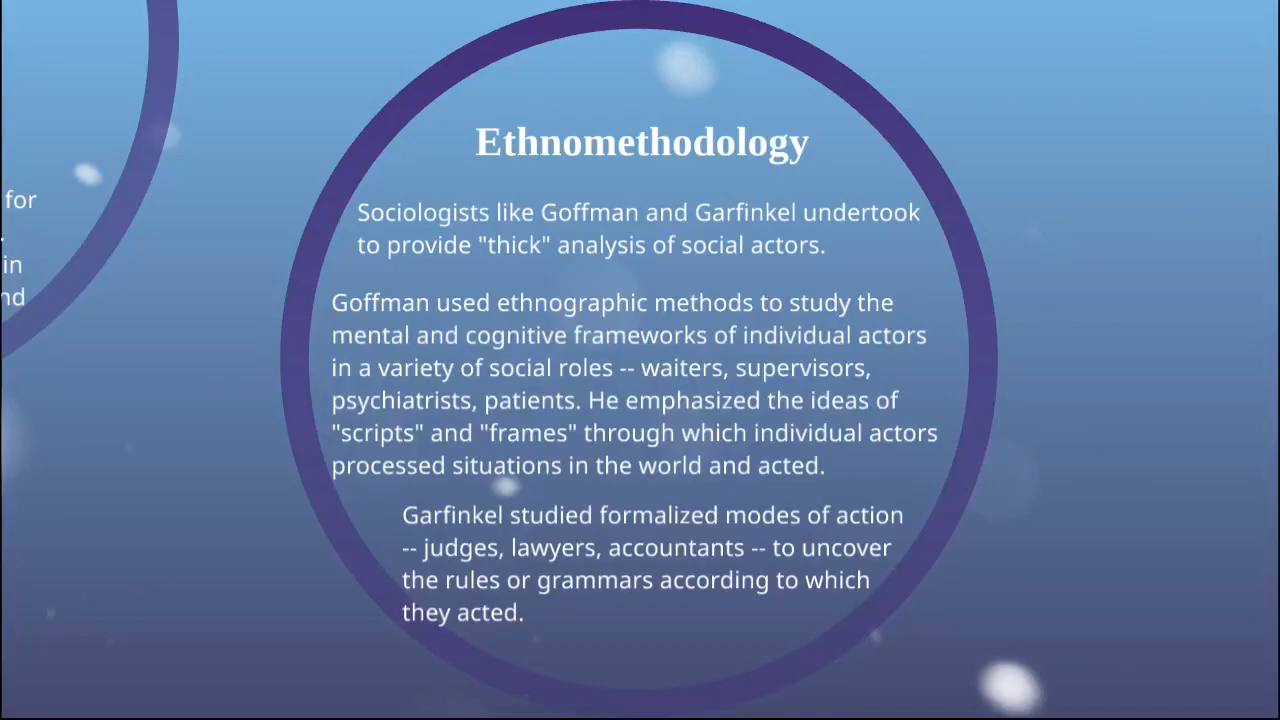 Ethnomethodology
Sociologists like Goffman and Garfinkel undertook
to provide "thick" analysis of social actors.
Goffman used ethnographic methods to study the
mental and cognitive frameworks of individual actors
in a variety of social roles -- waiters, supervisors,
psychiatrists, patients. He emphasized the ideas of
"scripts" and "frames" through which individual actors
processed situations in the world and acted.
Garfinkel studied formalized modes of action
-- judges, lawyers, accountants -- to uncover
the rules or grammars according to which
they acted.
for
in